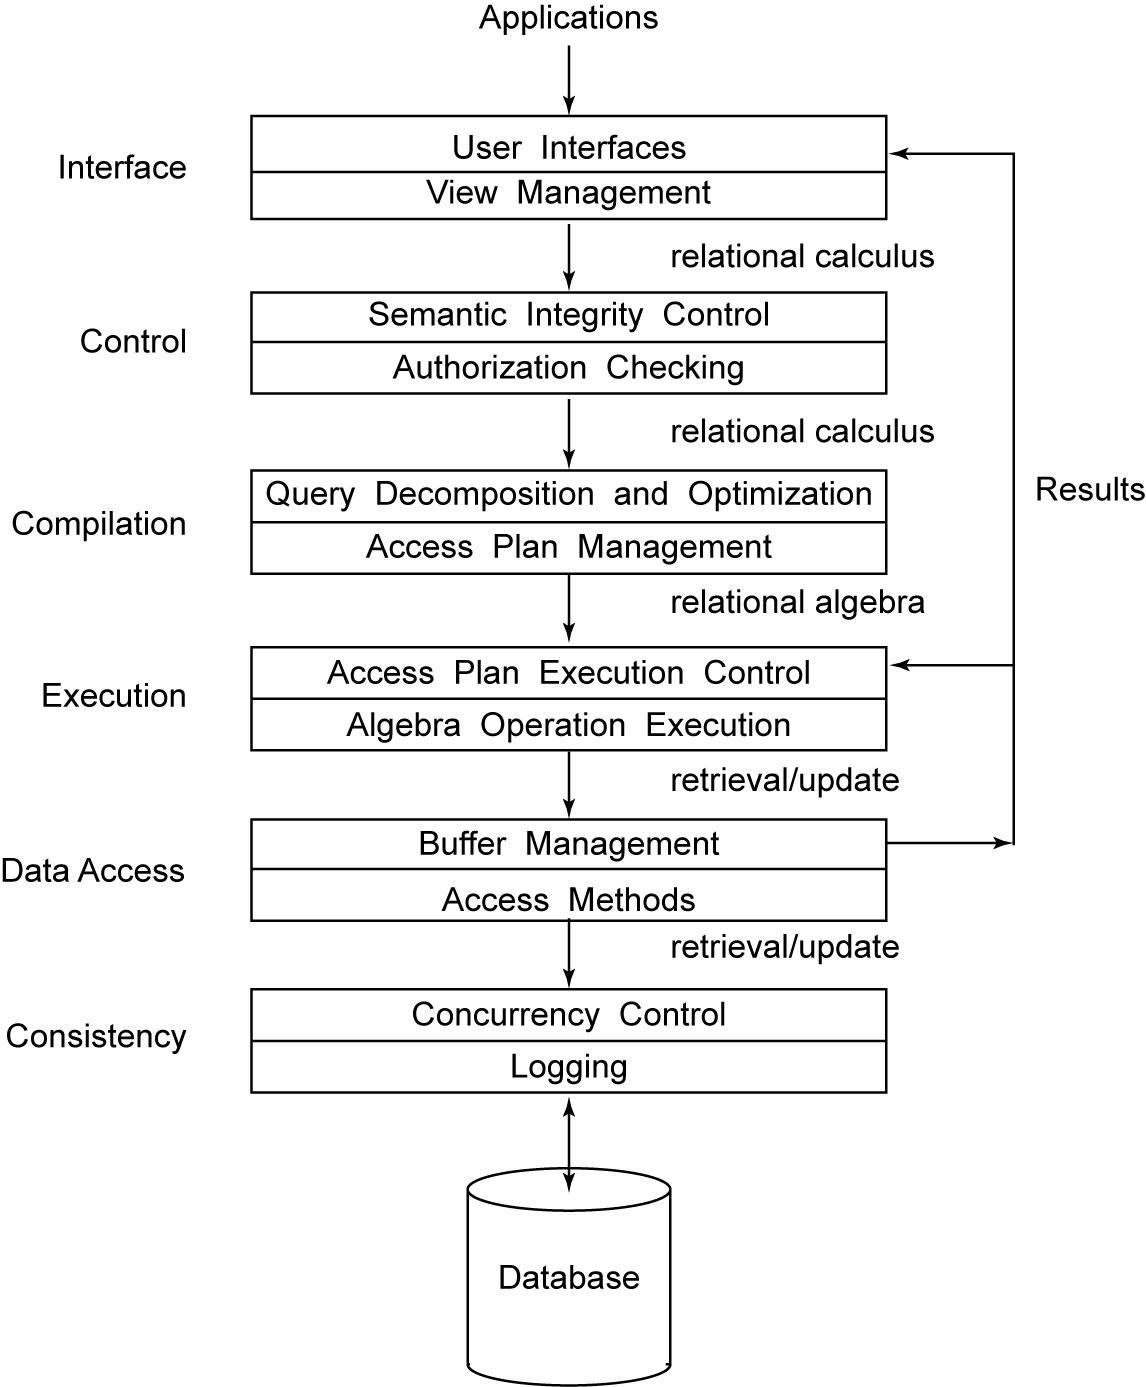 Applications
Interface
User Interfaces
View Management
relational calculus
Control
Semantic Integrity Control
Authorization Checking
relational calculus
Compilation
Query Decomposition and Optimization
Access Plan Management
Results
relational algebra
Execution
Access Plan Execution Control
Algebra Operation Execution
retrieval/update
Data Access
Buffer Management
Access Methods
retrieval/update
Consistency
Concurrency Control
Logging
Database